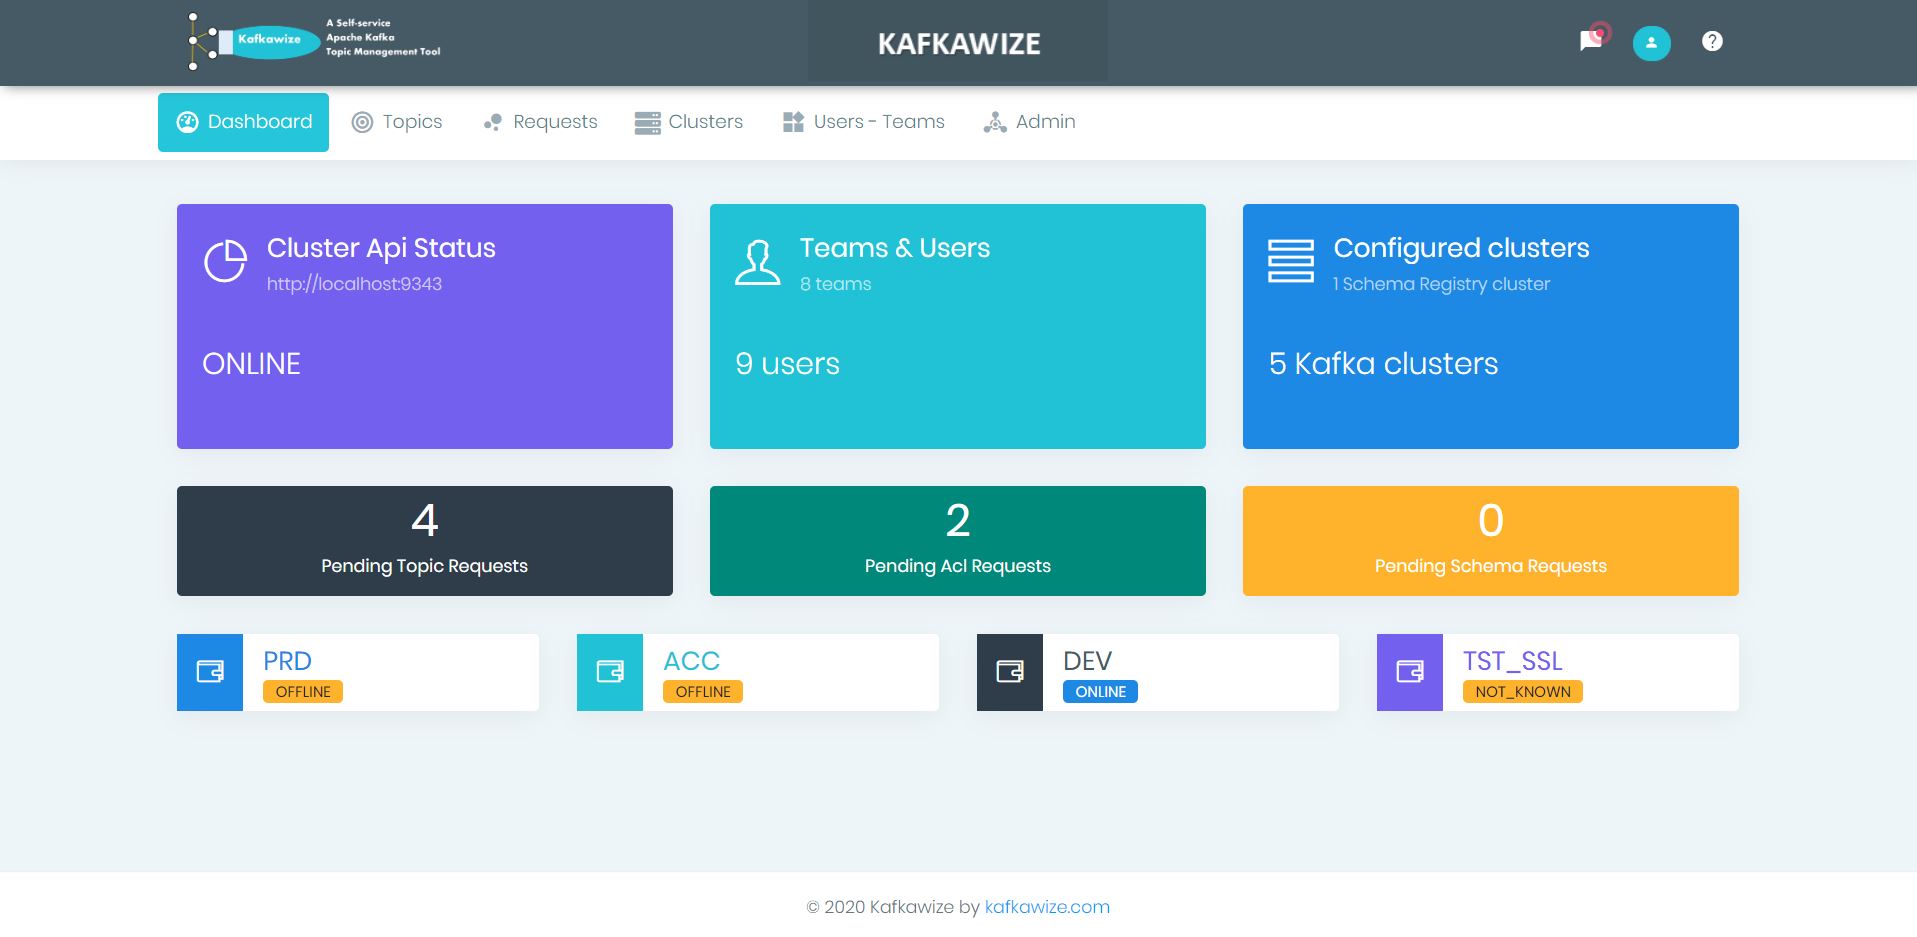 Kafkawize
A Self-service
Apache Kafka
Topic Management Tool
KAFKAWIZE
Dashboard
Topics
Requests
Clusters
Users - Teams
Admin
Cluster Api Status
http://localhost:9343
ONLINE
Teams & Users
8 teams
9 users
Configured clusters
1 Schema Registry cluster
5 Kafka clusters
4
Pending Topic Requests
2
Pending Acl Requests
0
Pending Schema Requests
PRD
OFFLINE
ACC
OFFLINE
DEV
ONLINE
TST_SSL
NOT_KNOWN
© 2020 Kafkawize by kafkawize.com